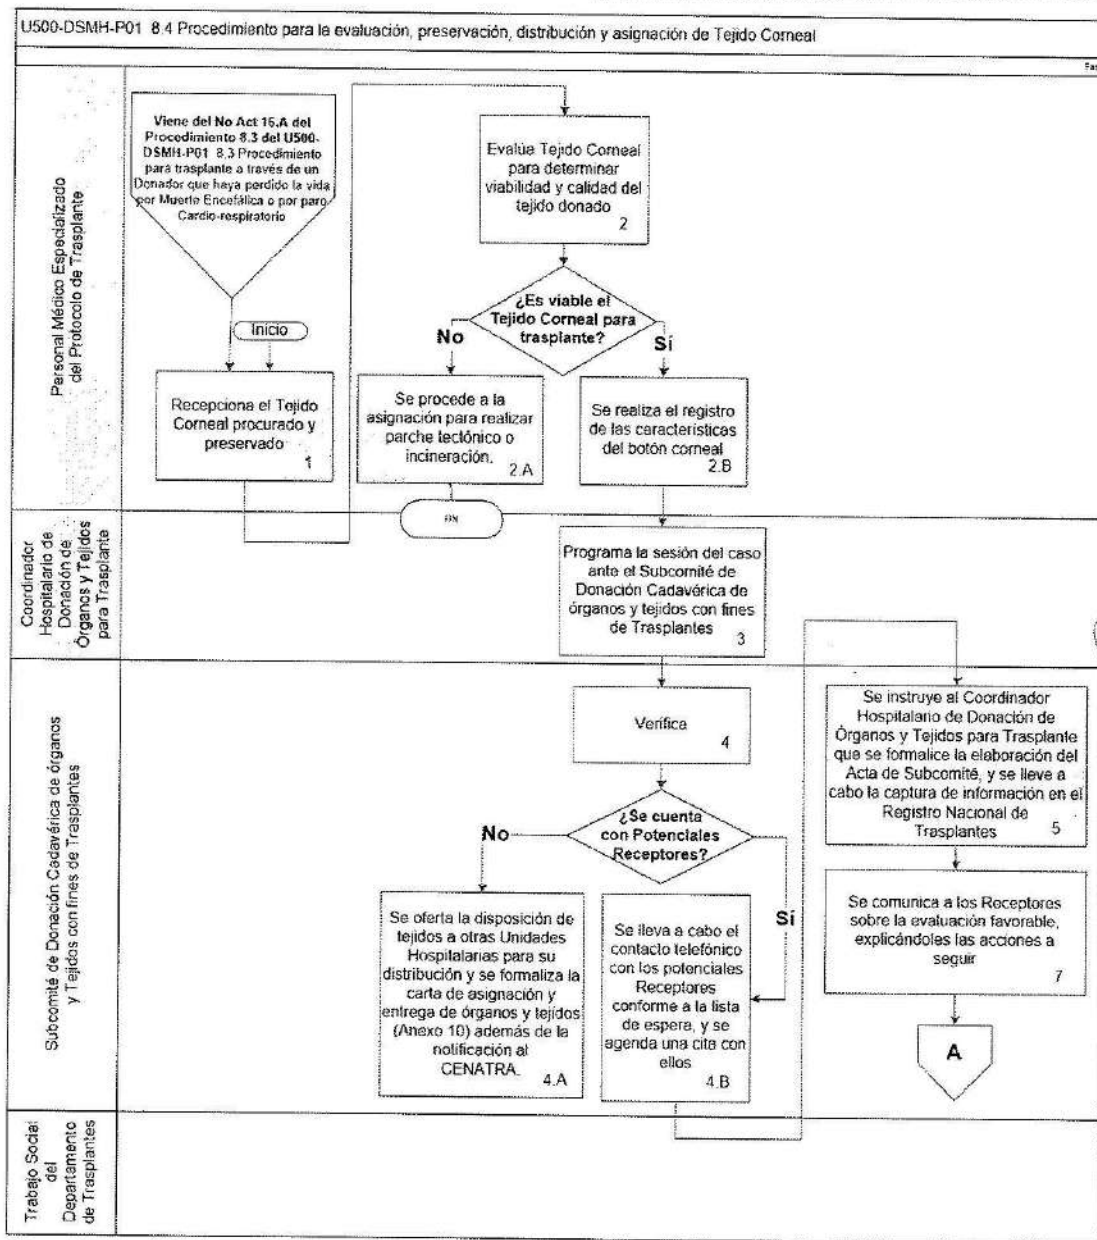 U500-DSMH-P01 8.4 Procedimiento para la evaluación, preservación, distribución y asignación de Tejido Corneal
Personal Médico Especializado
del Protocolo de Trasplante
Viene del No Act 16.A del
Procedimiento 8.3 del U500-
DSMH-P01 8.3 Procedimiento
para trasplante a través de un
Donador que haya perdido la vida
por Muerte Encefálica o por paro
Cardio-respiratorio
Inicio
Recepciona el Tejido
Corneal procurado y
preservado
1
Evalúa Tejido Corneal
para determinar
viabilidad y calidad del
tejido donado
2
¿Es viable el
Tejido Corneal para
trasplante?
No
Sí
Se procede a la
asignación para realizar
parche tectónico o
incineración.
2.A
Se realiza el registro
de las características
del botón corneal
2.B
Coordinador
Hospitalario de
Donación de
Órganos y Tejidos
para Trasplante
Programa la sesión del caso
ante el Subcomité de
Donación Cadavérica de
órganos y tejidos con fines
de Trasplantes
3
Subcomité de Donación Cadavérica de órganos
y Tejidos con fines de Trasplantes
Verifica
4
¿Se cuenta
con Potenciales
Receptores?
No
Sí
Se oferta la disposición de
tejidos a otras Unidades
Hospitalarias para su
distribución y se formaliza la
carta de asignación y
entrega de órganos y tejidos
(Anexo 10) además de la
notificación al
CENATRA.
4.A
Se lleva a cabo el
contacto telefónico
con los potenciales
Receptores
conforme a la lista
de espera, y se
agenda una cita con
ellos
4.B
Se instruye al Coordinador
Hospitalario de Donación de
Órganos y Tejidos para Trasplante
que se formalice la elaboración del
Acta de Subcomité, y se lleve a
cabo la captura de información en el
Registro Nacional de
Trasplantes
5
Se comunica a los Receptores
sobre la evaluación favorable,
explicándoles las acciones a
seguir
7
A
Trabajo Social
del
Departamento
de Trasplantes